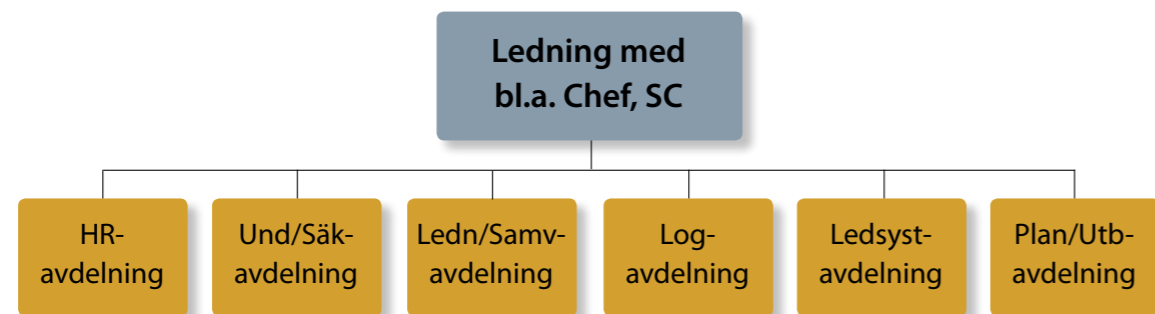 Ledning med
bl.a. Chef, SC
HR-
avdelning
Und/Säk-
avdelning
Ledn/Samv-
avdelning
Log-
avdelning
Ledsyst-
avdelning
Plan/Utb-
avdelning